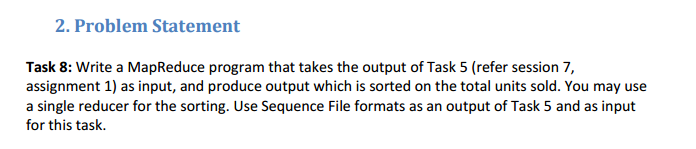 2. Problem Statement
Task 8: Write a MapReduce program that takes the output of Task 5 (refer session 7,
assignment 1) as input, and produce output which is sorted on the total units sold. You may use
a single reducer for the sorting. Use Sequence File formats as an output of Task 5 and as input
for this task.